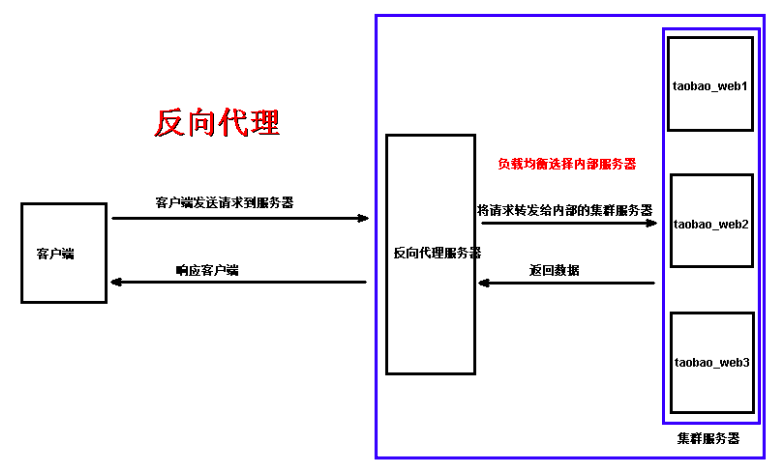 反向代理
客户端
客户端发送请求到服务器
响应客户端
反向代理服务器
负载均衡选择内部服务器
将请求转发给内部的集群服务器
返回数据
taobao_web1
taobao_web2
taobao_web3
集群服务器